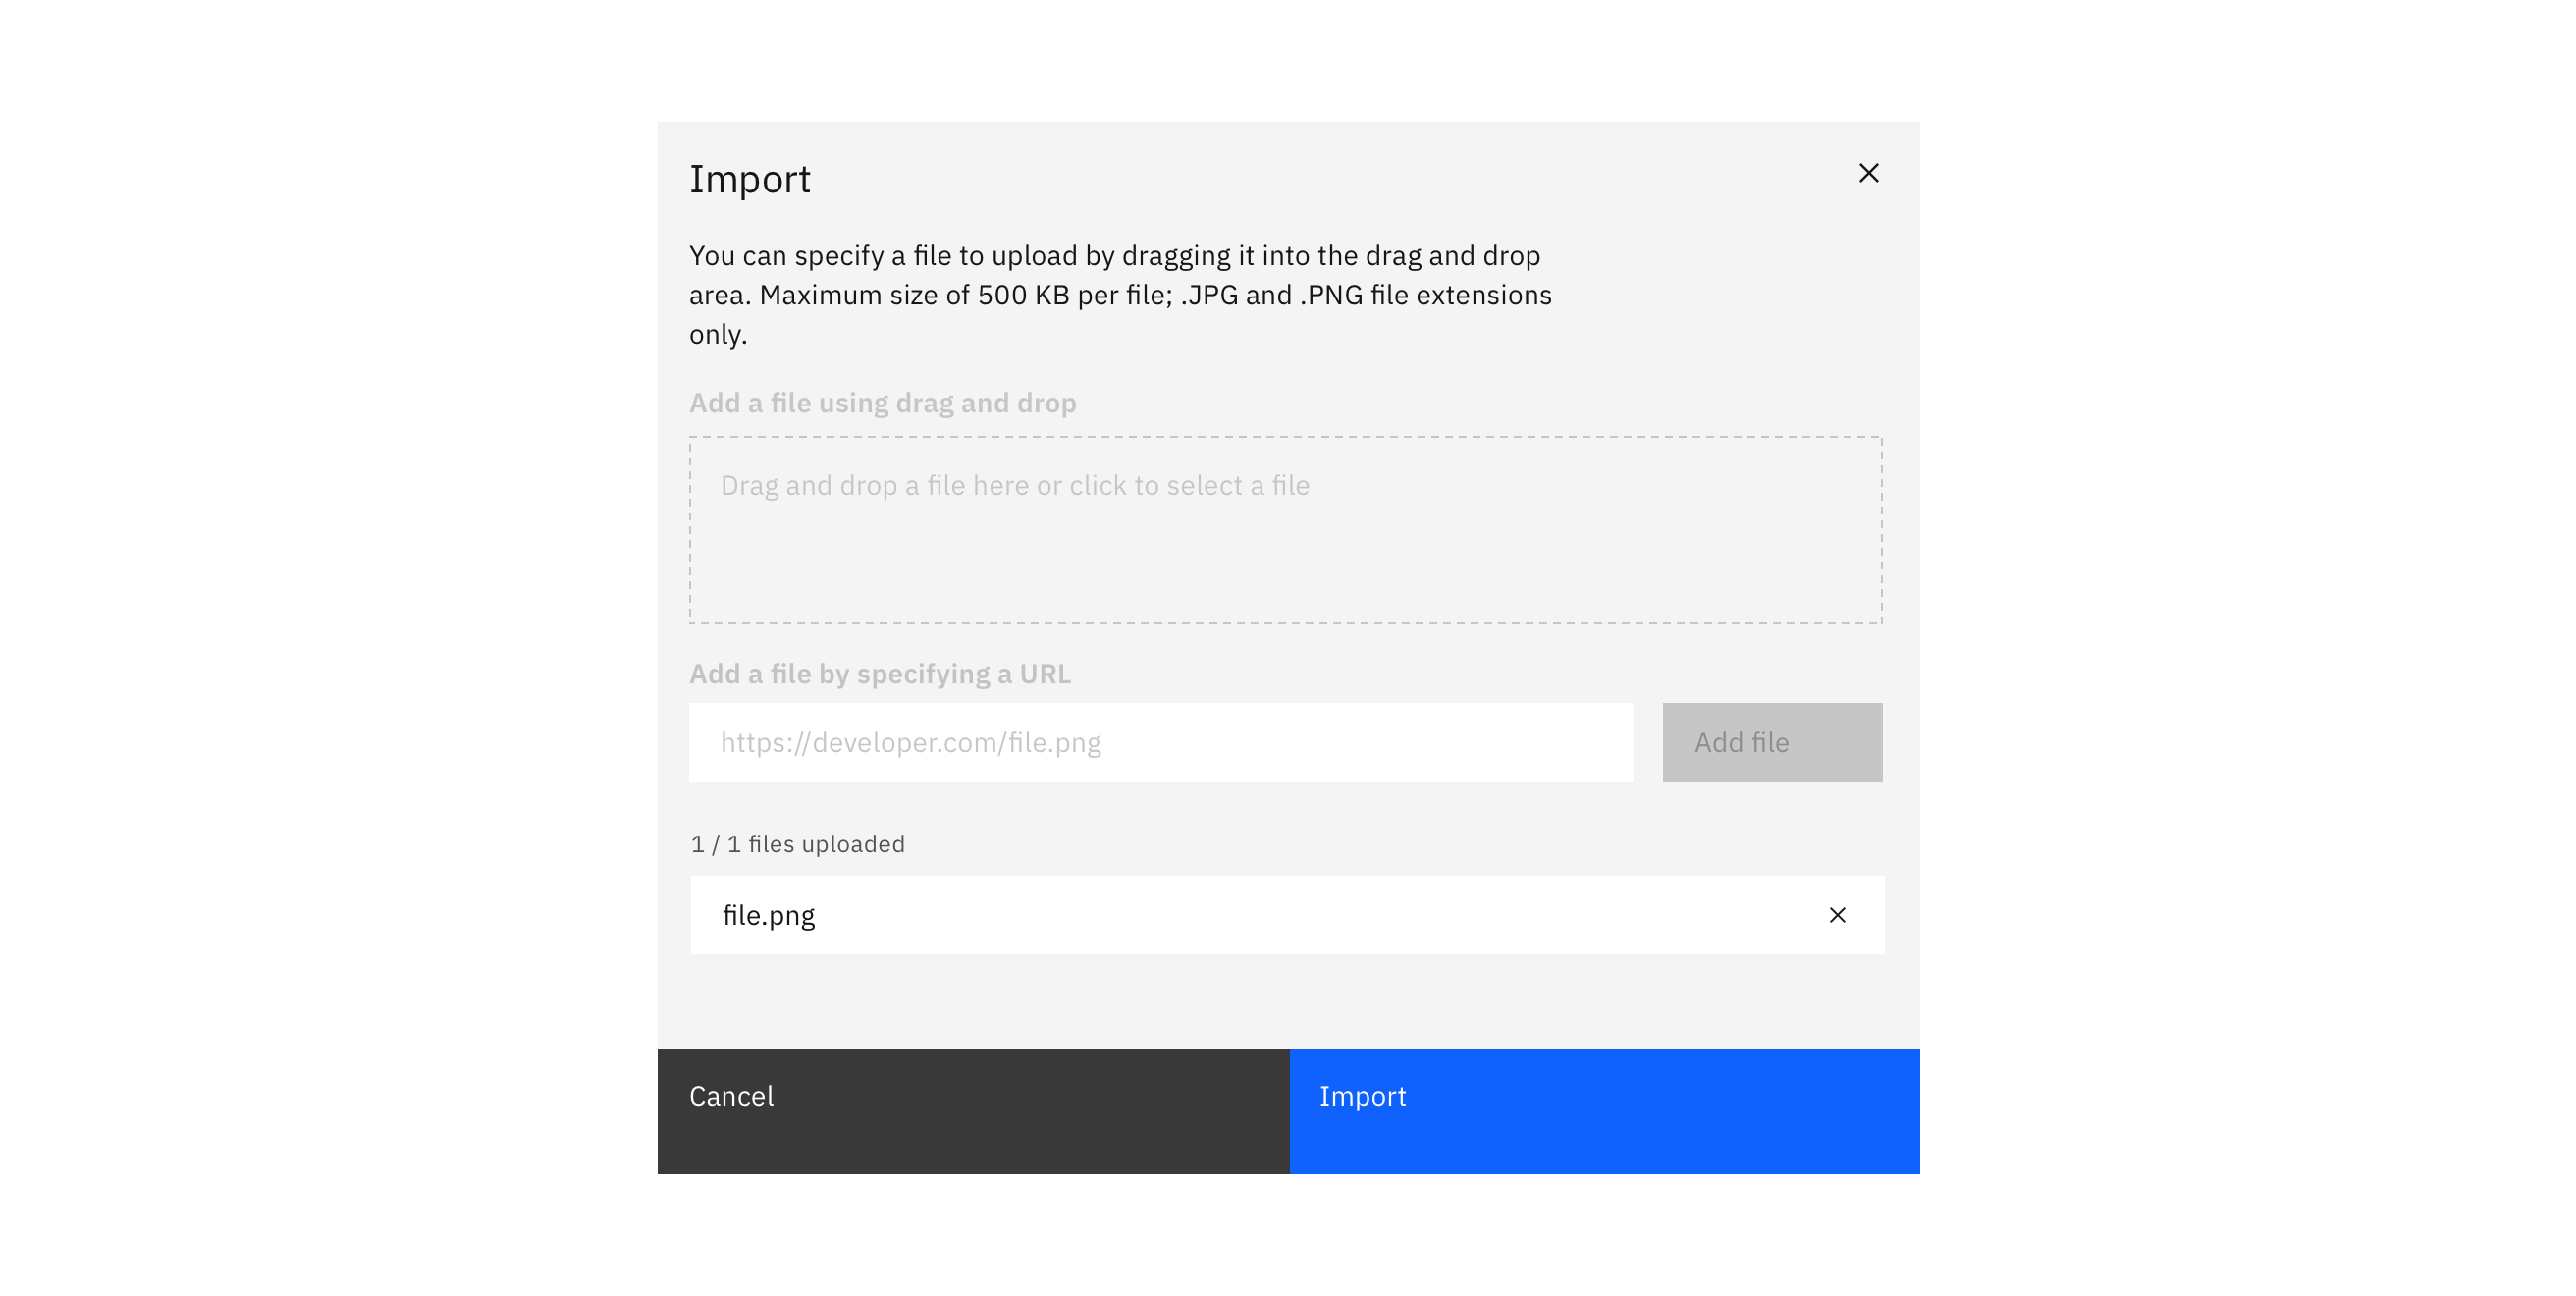 Import
You can specify a file to upload by dragging it into the drag and drop
area. Maximum size of 500 KB per file; .JPG and .PNG file extensions
only.
Add a file using drag and drop
Drag and drop a file here or click to select a file
Add a file by specifying a URL
https://developer.com/file.png
Add file
1 / 1 files uploaded
file.png
Cancel
Import